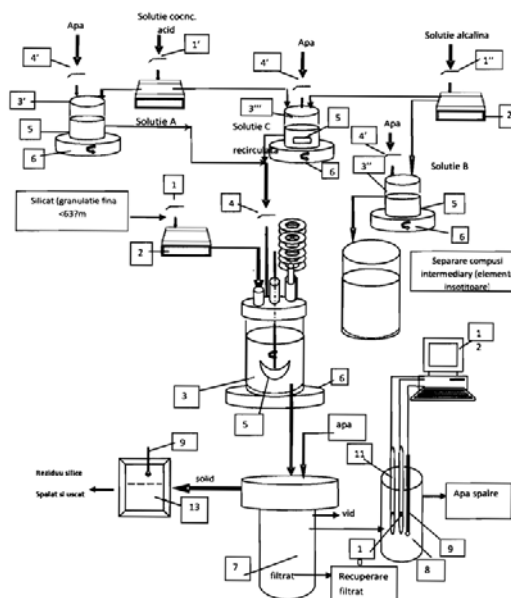 Apa
Solutie cocnc.
acid
Apa
Solutie alcalina
4'
1'
4'
1''
3'
3'''
2
5
Solutie A
Solutie C
5
Apa
4'
6
recirculata
6
3''
Solutie B
1
4
5
Silicat (granulatie fina
<63?m
6
2
Separare compusi
intermediary (elemente
insotitoare)
1
2
3
6
5
apa
9
11
solid
Reziduu silice
Spalat si uscat
13
vid
Apa spalre
7
1
8
9
filtrat
0
Recuperare
filtrat